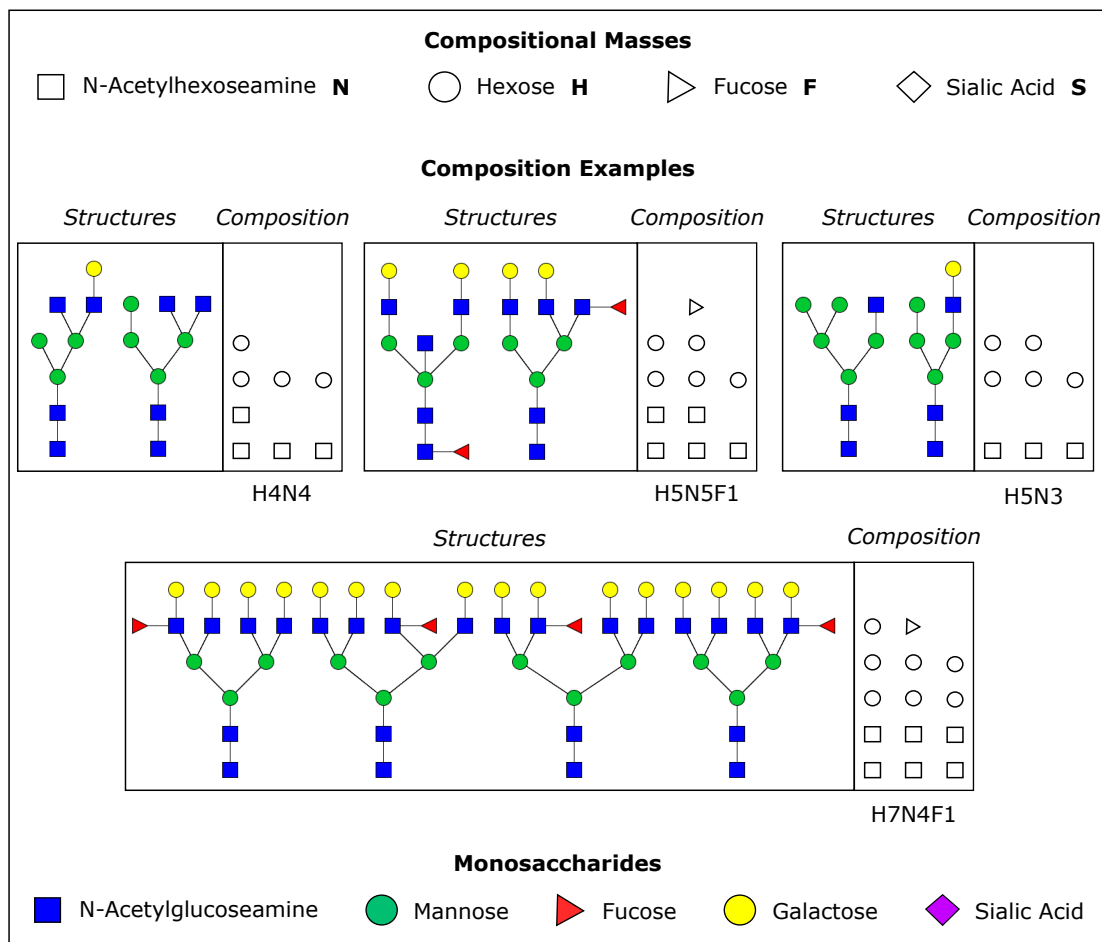 Compositional Masses
N-Acetylhexoseamine N Hexose H Fucose F Sialic Acid S
Composition Examples
Structures Composition Structures Composition Structures Composition
H4N4 H5N5F1 H5N3
Structures Composition
H7N4F1
Monosaccharides
N-Acetylglucoseamine Mannose Fucose Galactose Sialic Acid